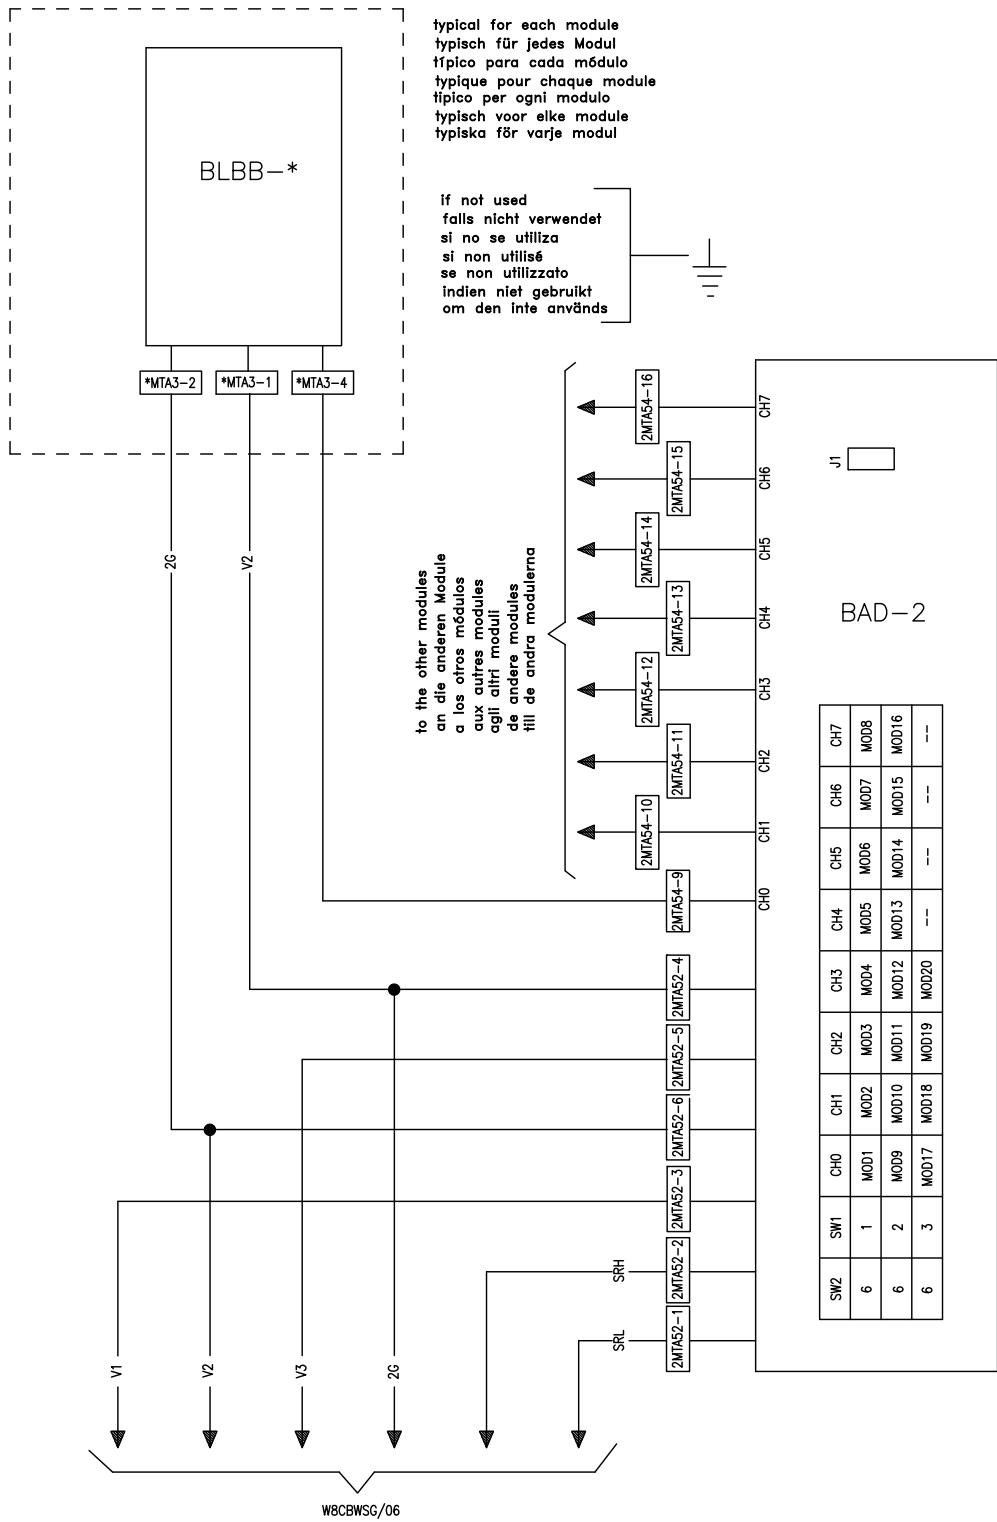 typical for each module
typisch für jedes Modul
típico para cada módulo
typique pour chaque module
tipico per ogni modulo
typisch voor elke module
typiska för varje modul
BLBB-*
if not used
falls nicht verwendet
si no se utiliza
si non utilisé
se non utilizzato
indien niet gebruikt
om den inte används
*MTA3-2
*MTA3-1
*MTA3-4
2MTA54-16
CH7
2MTA54-15
CH6
2MTA54-14
CH5
2MTA54-13
CH4
2MTA54-12
CH3
2MTA54-11
CH2
2MTA54-10
CH1
2MTA54-9
CH0
J1
BAD-2
2G
V2
to the other modules
an die anderen Module
a los otros módulos
aux autres modules
agli altri moduli
de andere modules
till de andra modulerna
2MTA52-4
2MTA52-5
2MTA52-6
2MTA52-3
2MTA52-2
SRH
2MTA52-1
SRL
SW2 SW1 CH0 CH1 CH2 CH3 CH4 CH5 CH6 CH7
6 1 MOD1 MOD2 MOD3 MOD4 MOD5 MOD6 MOD7 MOD8
6 2 MOD9 MOD10 MOD11 MOD12 MOD13 MOD14 MOD15 MOD16
6 3 MOD17 MOD18 MOD19 MOD20 -- -- -- --
V1
V2
V3
2G
W8CBWSG/06